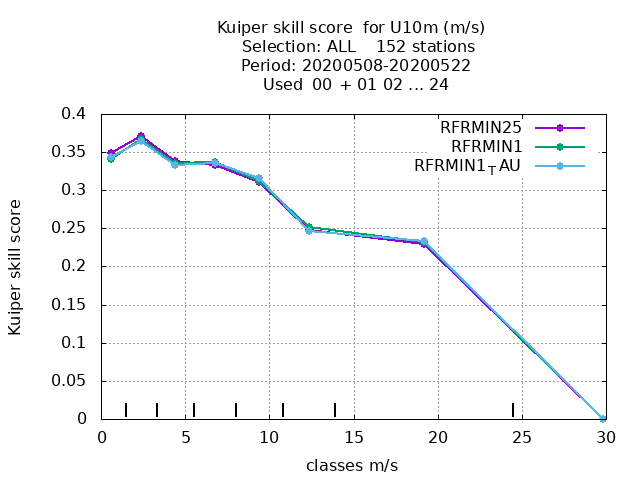 Kuiper skill score  for U10m (m/s)
Selection: ALL    152 stations
Period: 20200508-20200522
Used  00 + 01 02 ... 24
RFRMIN25
RFRMIN1
RFRMIN1TAU
0.4
0.35
0.3
0.25
0.2
0.15
0.1
0.05
0
Kuiper skill score
0 5 10 15 20 25 30
classes m/s